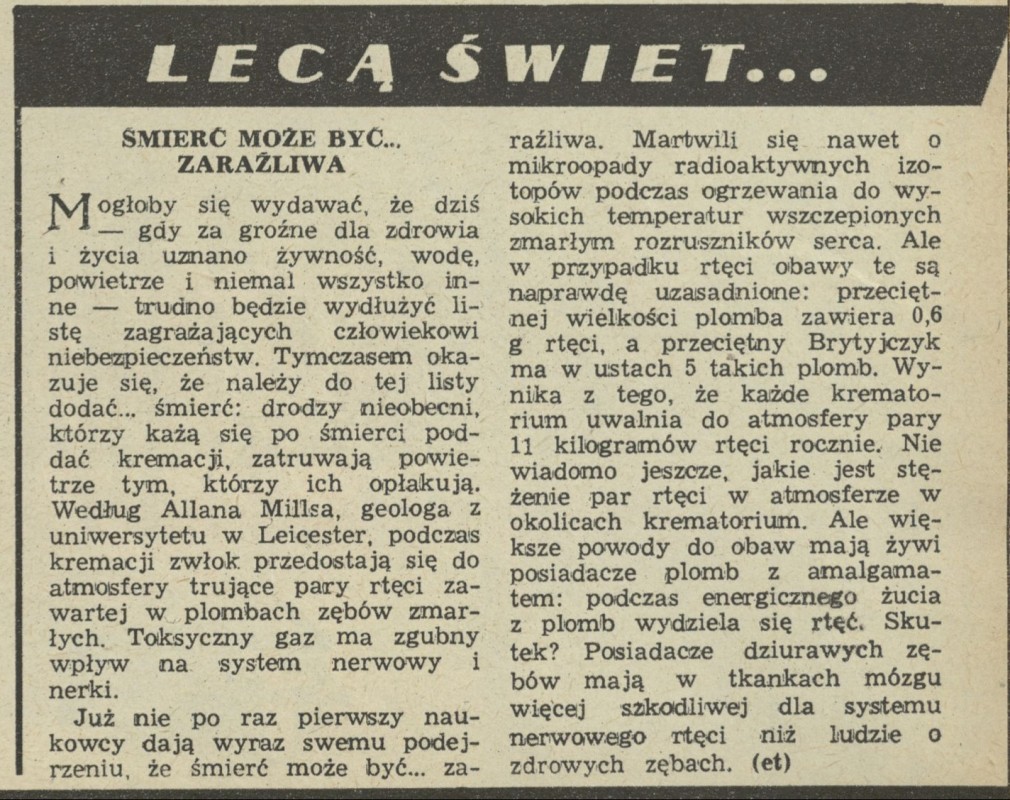 LECĄ ŚWIET...
ŚMIERĆ MOŻE BYĆ...
ZARAŹLIWA
Mogłoby się wydawać, że dziś
— gdy za groźne dla zdrowia
i życia uznano żywność, wodę,
powietrze i niemal wszystko in-
ne — trudno będzie wydłużyć li-
stę zagrażających człowiekowi
niebezpieczeństw. Tymczasem oka-
zuje się, że należy do tej listy
dodać... śmierć: drodzy nieobecni,
którzy każą się po śmierci pod-
dać kremacji, zatruwają powie-
trze tym, którzy ich opłakują.
Według Allana Millsa, geologa z
uniwersytetu w Leicester, podczas
kremacji zwłok przedostają się do
atmosfery trujące pary rtęci za-
wartej w plombach zębów zmar-
łych. Toksyczny gaz ma zgubny
wpływ na system nerwowy i
nerki.
Już nie po raz pierwszy nau-
kowcy dają wyraz swemu podej-
rzeniu, że śmierć może być... za-
raźliwa. Martwili się nawet o
mikroopady radioaktywnych izo-
topów podczas ogrzewania do wy-
sokich temperatur wszczepionych
zmarłym rozruszników serca. Ale
w przypadku rtęci obawy te są
naprawdę uzasadnione: przecięt-
nej wielkości plomba zawiera 0,6
g rtęci, a przeciętny Brytyjczyk
ma w ustach 5 takich plomb. Wy-
nika z tego, że każde kremato-
rium uwalnia do atmosfery pary
11 kilogramów rtęci rocznie. Nie
wiadomo jeszcze, jakie jest stę-
żenie par rtęci w atmosferze w
okolicach krematorium. Ale wię-
ksze powody do obaw mają żywi
posiadacze plomb z amalgama-
tem: podczas energicznego żucia
z plomb wydziela się rtęć. Sku-
tek? Posiadacze dziurawych zę-
bów mają w tkankach mózgu
więcej szkodliwej dla systemu
nerwowego rtęci niż ludzie o
zdrowych zębach. (et)